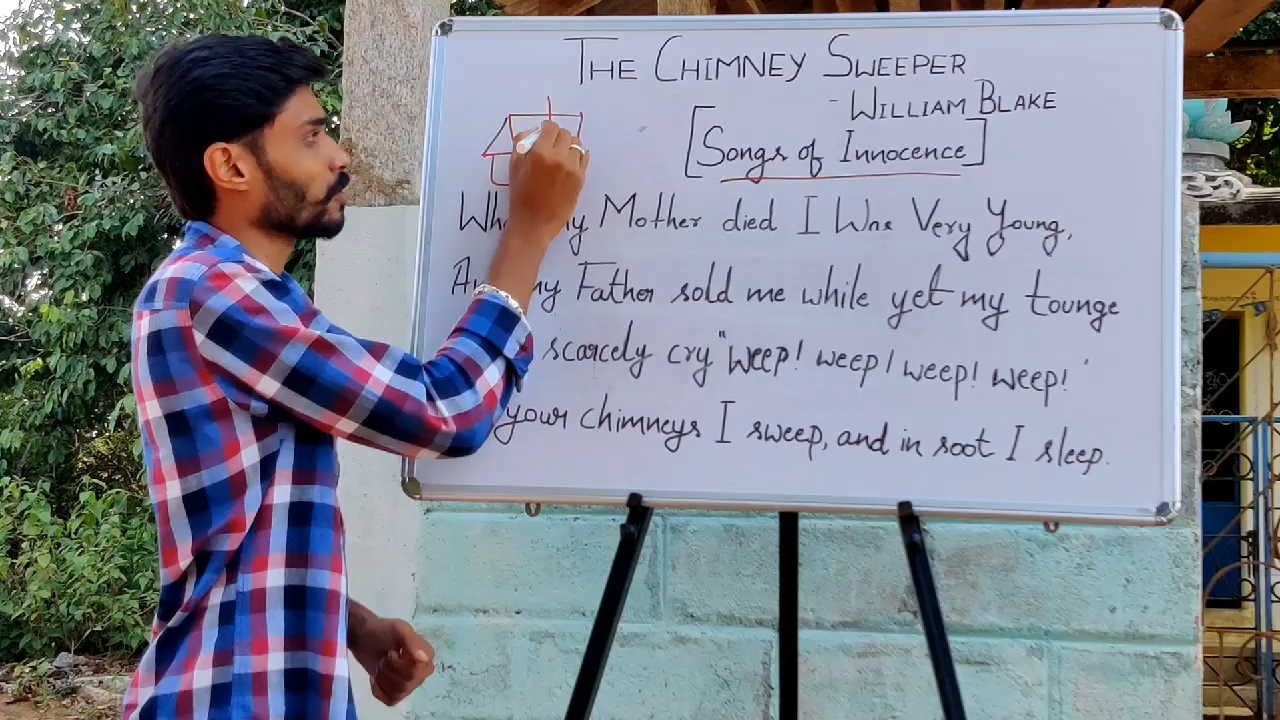 THE CHIMNEY SWEEPER
- WILLIAM BLAKE
[Songs of Innocence]
my Mother died I Was Very Young,
my Father sold me while yet my tounge
scarcely cry "weep! weep! weep! weep!'
your chimneys I sweep, and in soot I sleep.